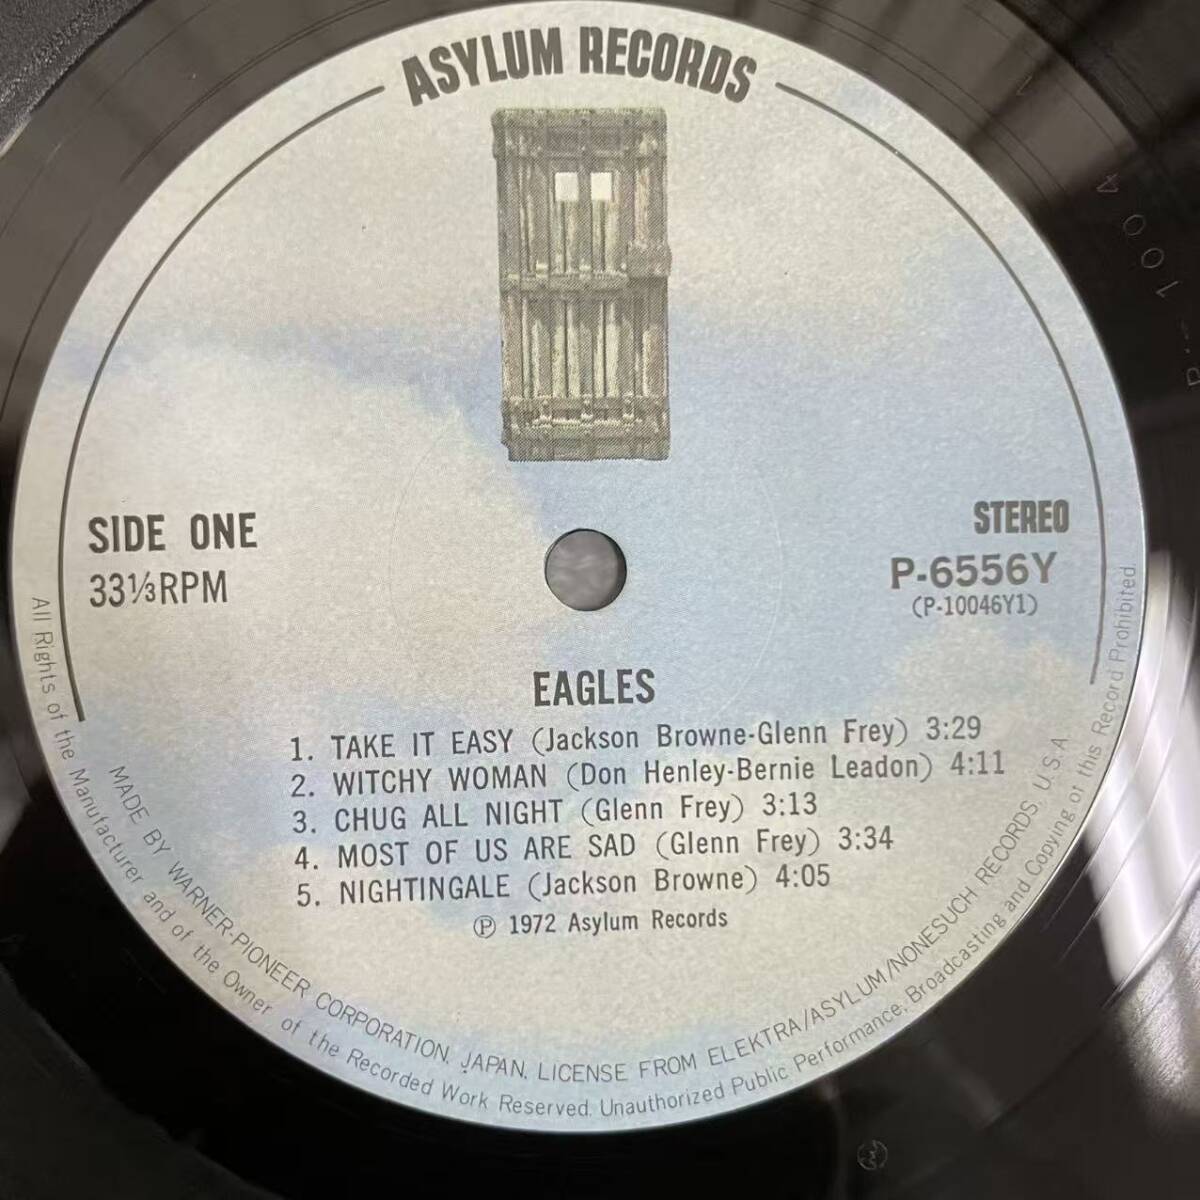 ASYLUM RECORDS
SIDE ONE
33⅓RPM
STEREO
P-6556Y
(P-10046Y1)
EAGLES
1. TAKE IT EASY (Jackson Browne-Glenn Frey) 3:29
2. WITCHY WOMAN (Don Henley-Bernie Leadon) 4:11
3. CHUG ALL NIGHT (Glenn Frey) 3:13
4. MOST OF US ARE SAD (Glenn Frey) 3:34
5. NIGHTINGALE (Jackson Browne) 4:05
Ⓟ 1972 Asylum Records
MADE BY WARNER-PIONEER CORPORATION, JAPAN. LICENSE FROM ELEKTRA/ASYLUM/NONESUCH RECORDS, U.S.A.
All Rights of the Manufacturer and of the Owner of the Recorded Work Reserved. Unauthorized Public Performance, Broadcasting and Copying of this Record Prohibited.